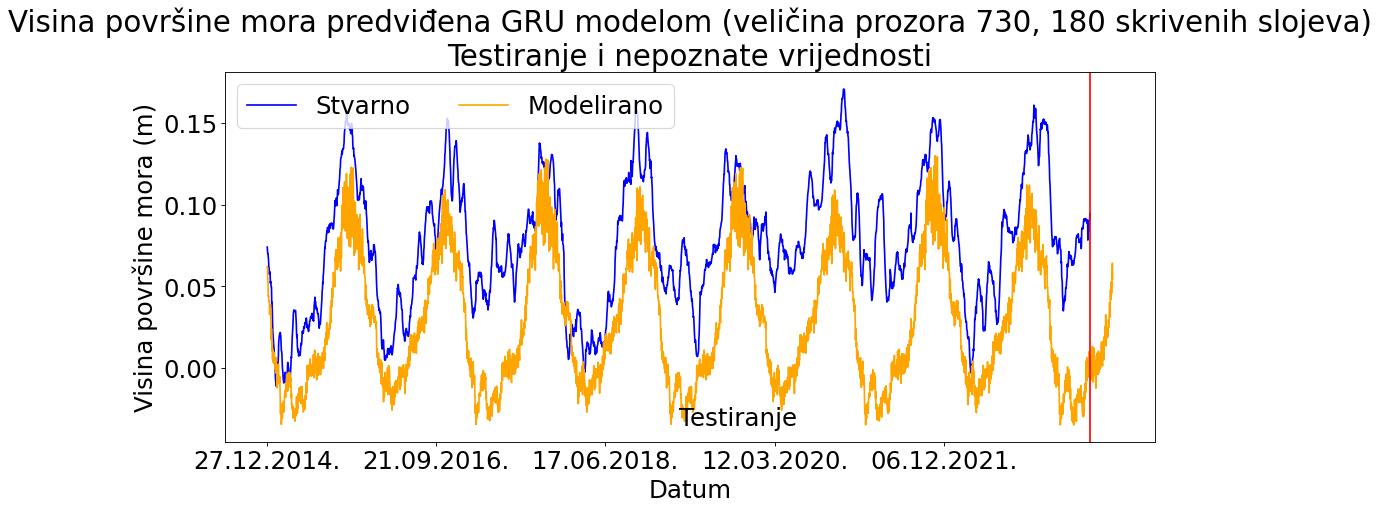 Visina površine mora predviđena GRU modelom (veličina prozora 730, 180 skrivenih slojeva)
Testiranje i nepoznate vrijednosti
Stvarno
Modelirano
Visina površine mora (m)
0.15
0.10
0.05
0.00
Testiranje
27.12.2014.
21.09.2016.
17.06.2018.
12.03.2020.
06.12.2021.
Datum